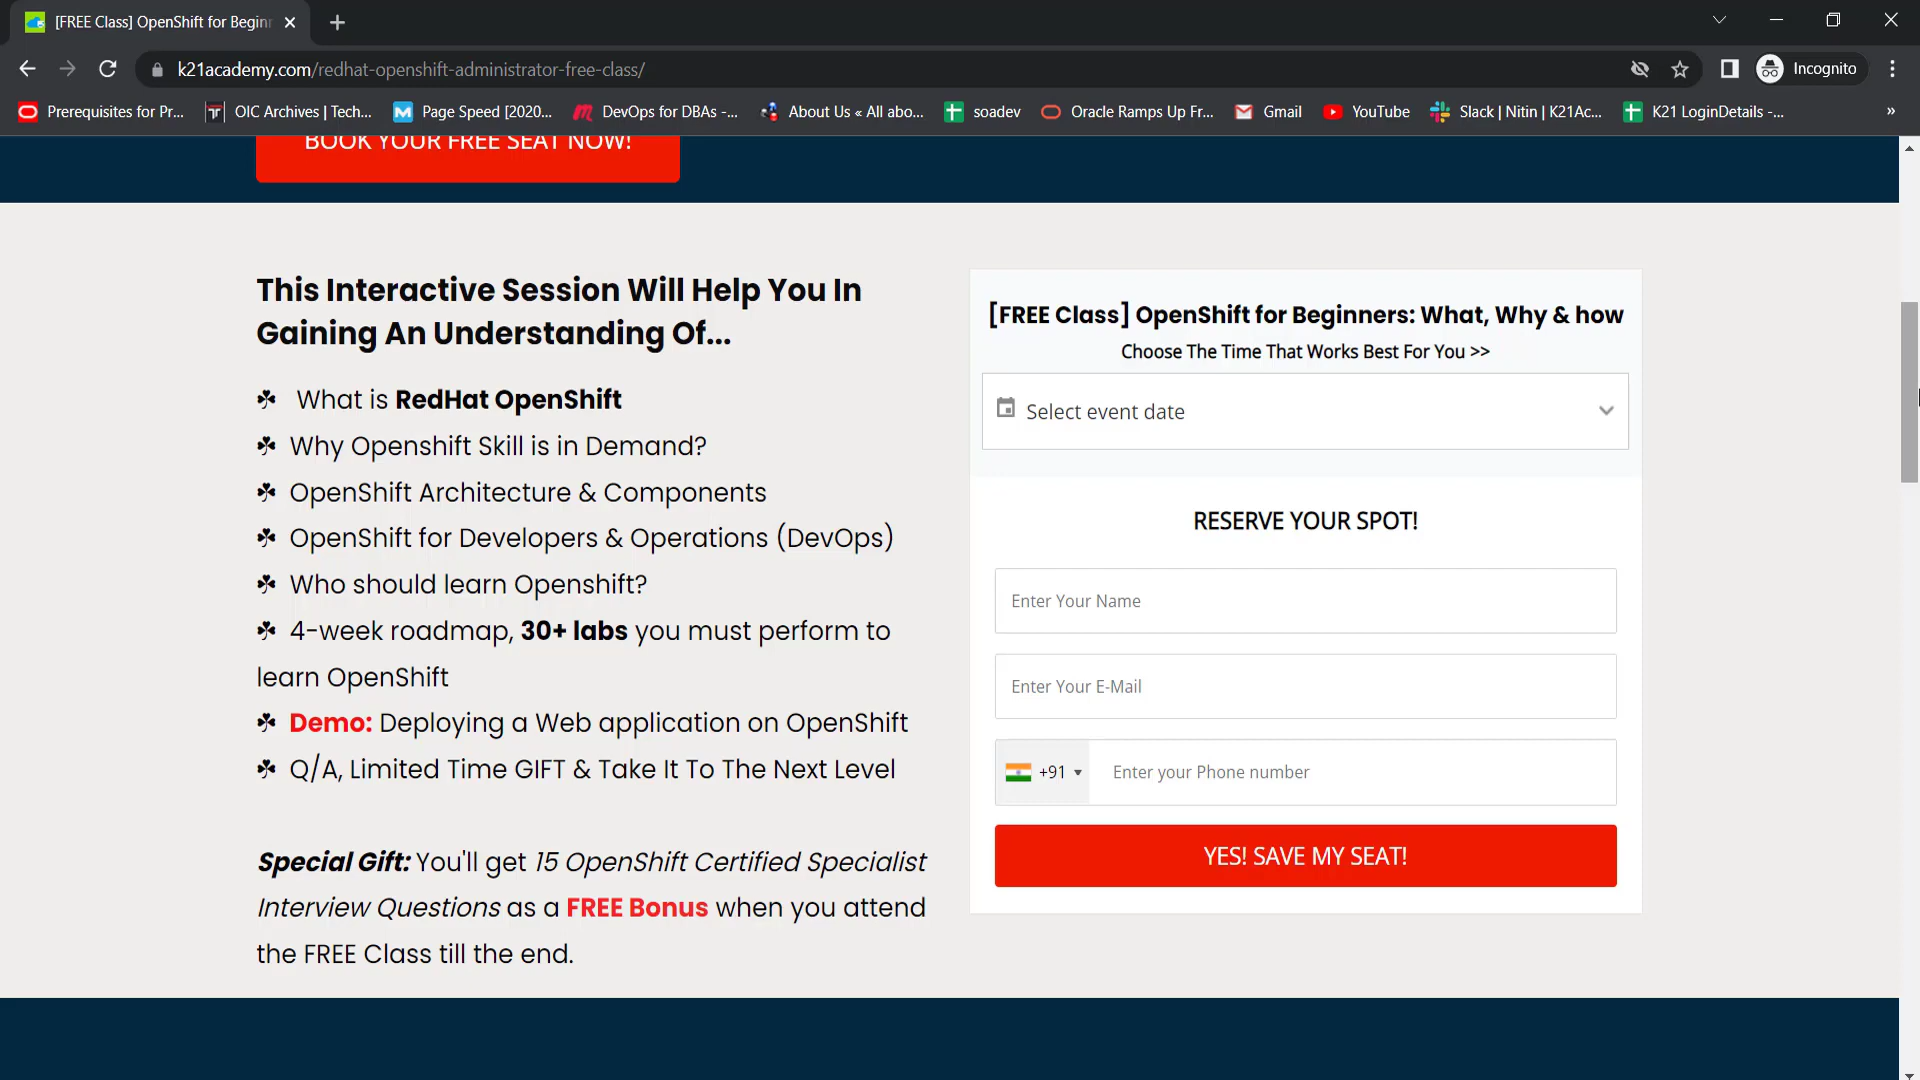 [FREE Class] OpenShift for Begin
k21academy.com/redhat-openshift-administrator-free-class/
Incognito
Prerequisites for Pr...
OIC Archives | Tech...
Page Speed [2020...
DevOps for DBAs -...
About Us « All abo...
soadev
Oracle Ramps Up Fr...
Gmail
YouTube
Slack | Nitin | K21Ac...
K21 LoginDetails -...
»
BOOK YOUR FREE SEAT NOW!
This Interactive Session Will Help You In
Gaining An Understanding Of...
☘ What is RedHat OpenShift
☘ Why Openshift Skill is in Demand?
☘ OpenShift Architecture & Components
☘ OpenShift for Developers & Operations (DevOps)
☘ Who should learn Openshift?
☘ 4-week roadmap, 30+ labs you must perform to
learn OpenShift
☘ Demo: Deploying a Web application on OpenShift
☘ Q/A, Limited Time GIFT & Take It To The Next Level
Special Gift: You'll get 15 OpenShift Certified Specialist
Interview Questions as a FREE Bonus when you attend
the FREE Class till the end.
[FREE Class] OpenShift for Beginners: What, Why & how
Choose The Time That Works Best For You >>
Select event date
RESERVE YOUR SPOT!
Enter Your Name
Enter Your E-Mail
+91
Enter your Phone number
YES! SAVE MY SEAT!